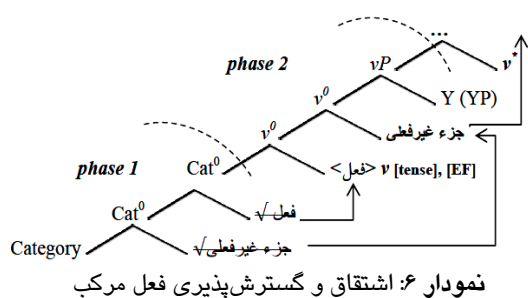 ...
phase 2 vP v*
v⁰ Y (YP)
v⁰ جزء غیرفعلی
phase 1 Cat⁰ <فعل> v [tense], [EF]
Cat⁰ √فعل
Category √جزء غیرفعلی
نمودار ۶: اشتقاق و گسترش‌پذیری فعل مرکب